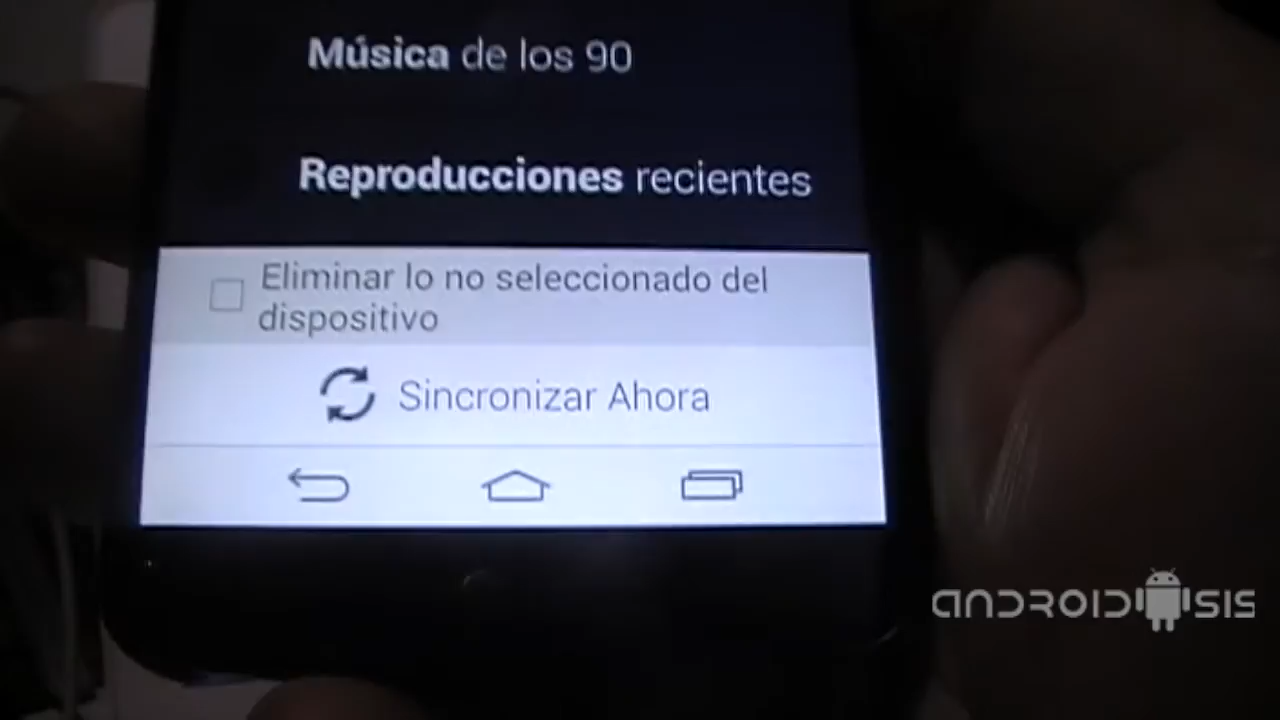 Música de los 90
Reproducciones recientes
Eliminar lo no seleccionado del
dispositivo
Sincronizar Ahora
ANDROIDSIS